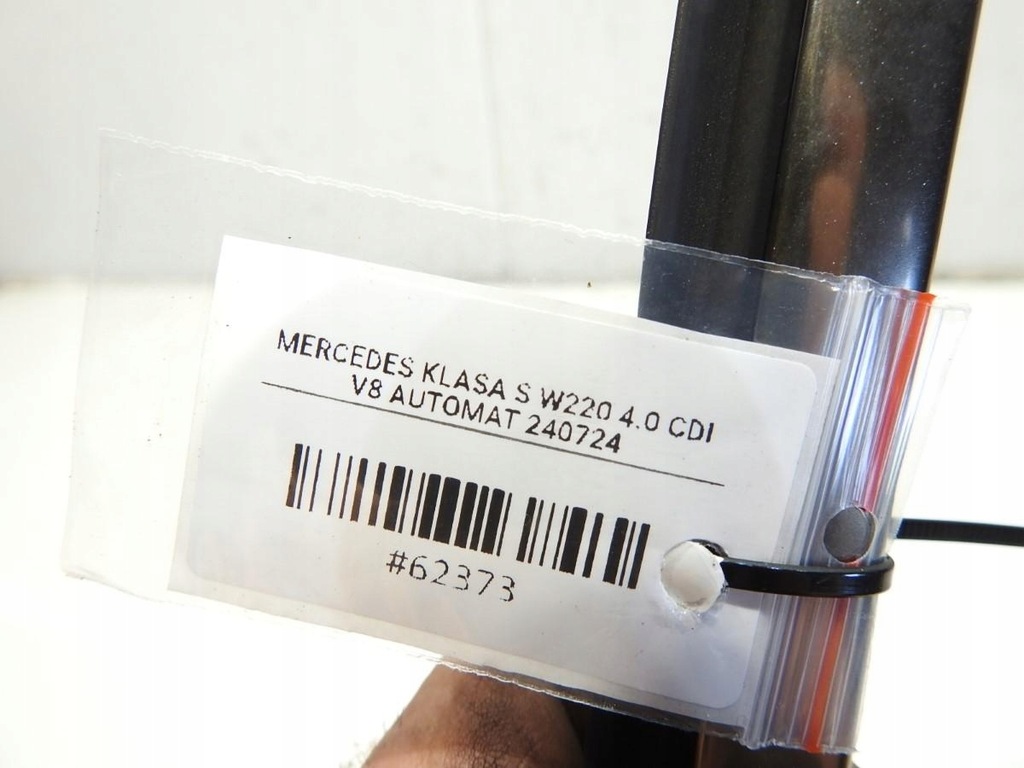 MERCEDES KLASA S W220 4.0 CDI
V8 AUTOMAT 240724
#62373